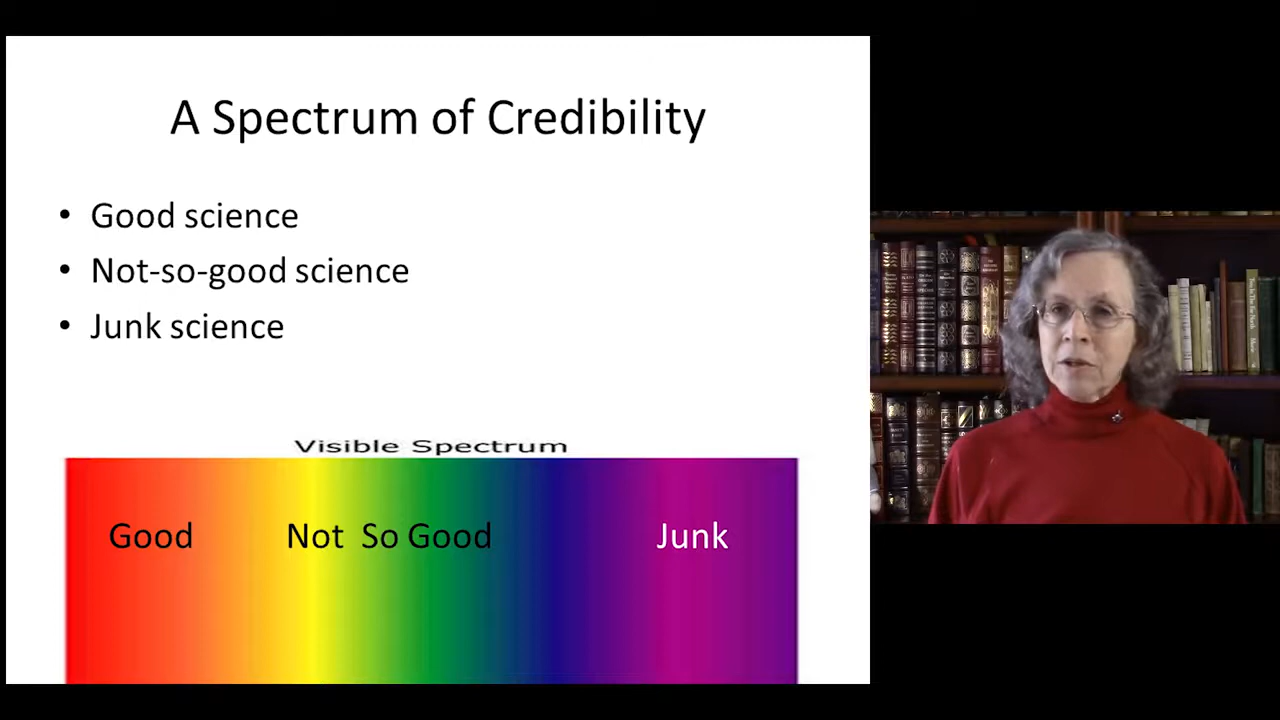 A Spectrum of Credibility
• Good science
• Not-so-good science
• Junk science
Visible Spectrum
Good Not So Good Junk